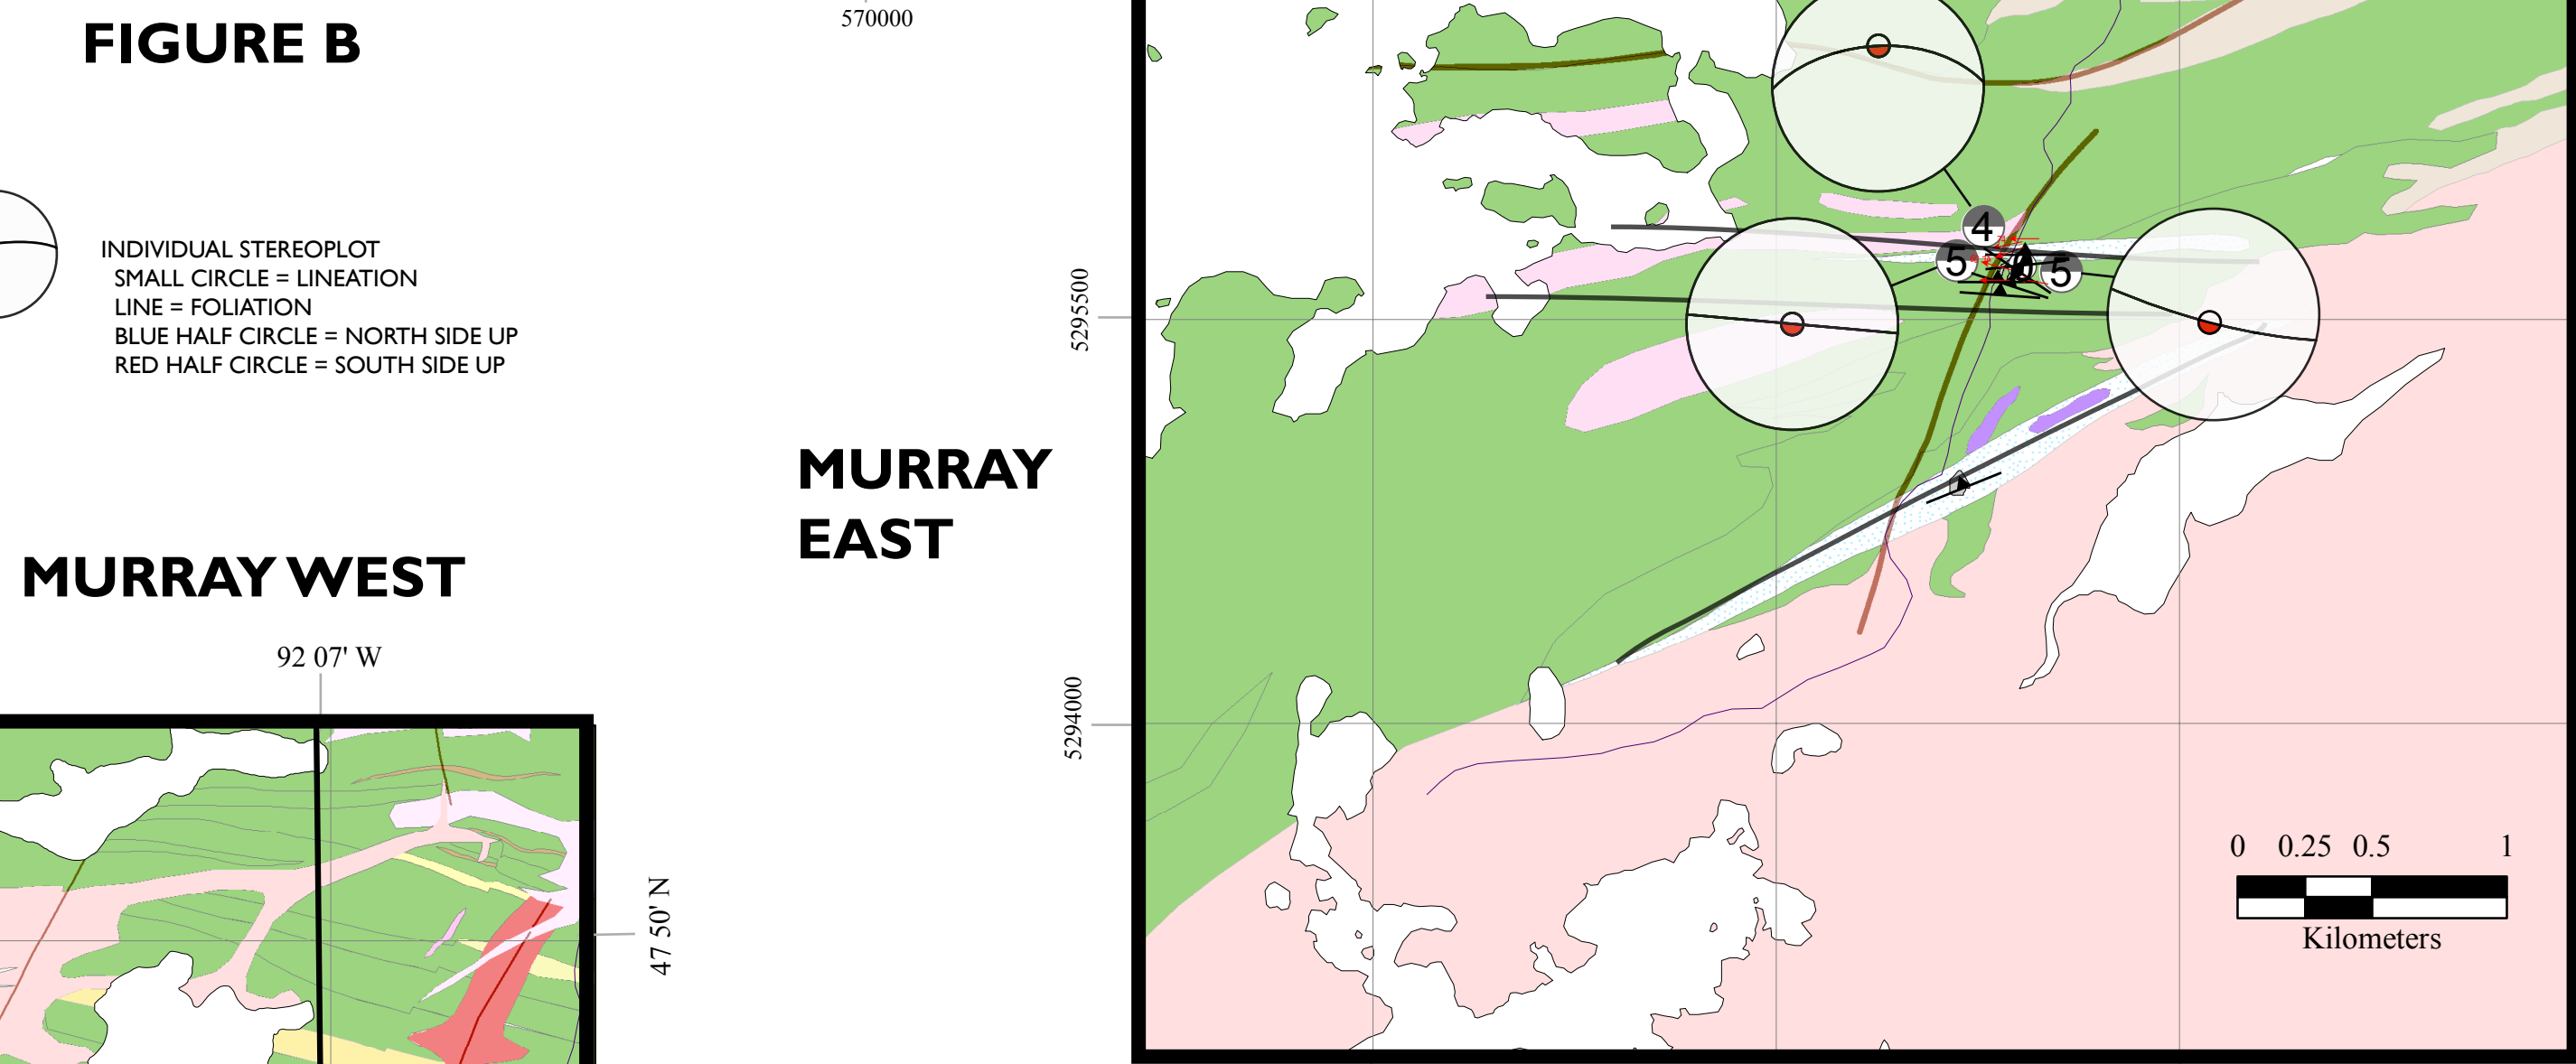 FIGURE B
570000
INDIVIDUAL STEREOPLOT
SMALL CIRCLE = LINEATION
LINE = FOLIATION
BLUE HALF CIRCLE = NORTH SIDE UP
RED HALF CIRCLE = SOUTH SIDE UP
4
5
5
5295500
MURRAY
EAST
MURRAY WEST
92 07' W
5294000
47 50' N
0 0.25 0.5 1
Kilometers